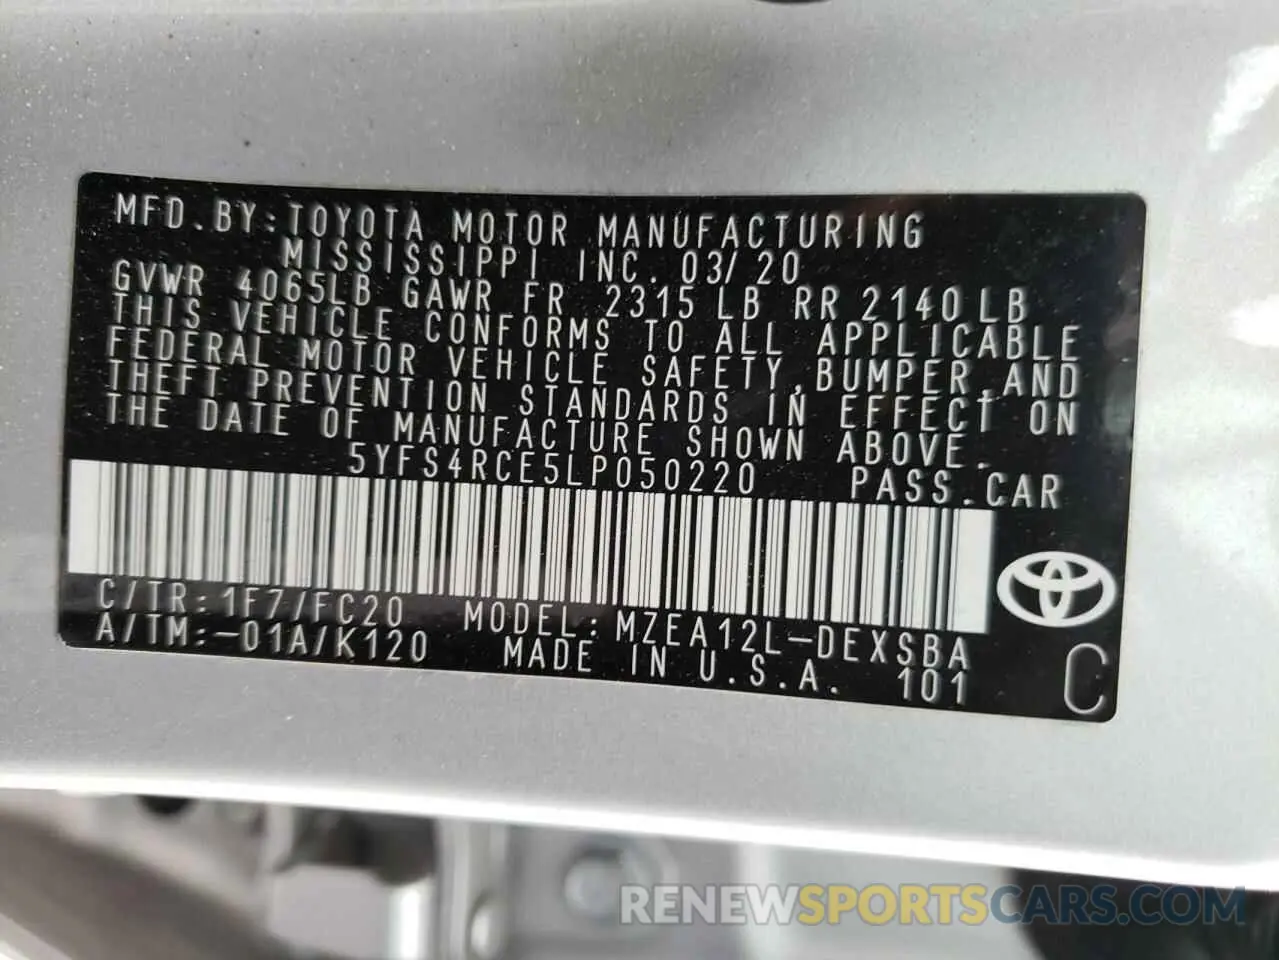 MFD.BY:TOYOTA MOTOR MANUFACTURING
MISSISSIPPI INC. 03/20
GVWR 4065LB GAWR FR 2315LB RR 2140LB
THIS VEHICLE CONFORMS TO ALL APPLICABLE
FEDERAL MOTOR VEHICLE SAFETY,BUMPER,AND
THEFT PREVENTION STANDARDS IN EFFECT ON
THE DATE OF MANUFACTURE SHOWN ABOVE.
5YFS4RCE5LP050220 PASS.CAR
C/TR:1F7/FC20 MODEL:MZEA12L-DEXSBA
A/TM:-01A/K120 MADE IN U.S.A. 101
C
RENEWSPORTSCARS.COM